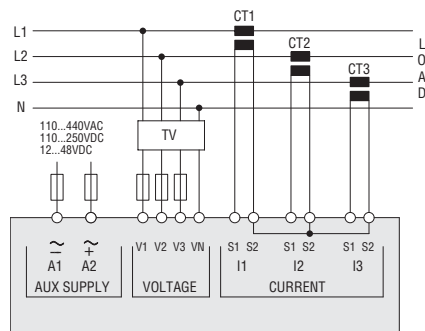 CT1
L1
L
CT2
L2
O
CT3
L3
A
N
D
110...440VAC
110...250VDC
12...48VDC
TV
V1 V2 V3 VN S1 S2 S1 S2 S1 S2
A1 A2 I1 I2 I3
AUX SUPPLY VOLTAGE CURRENT